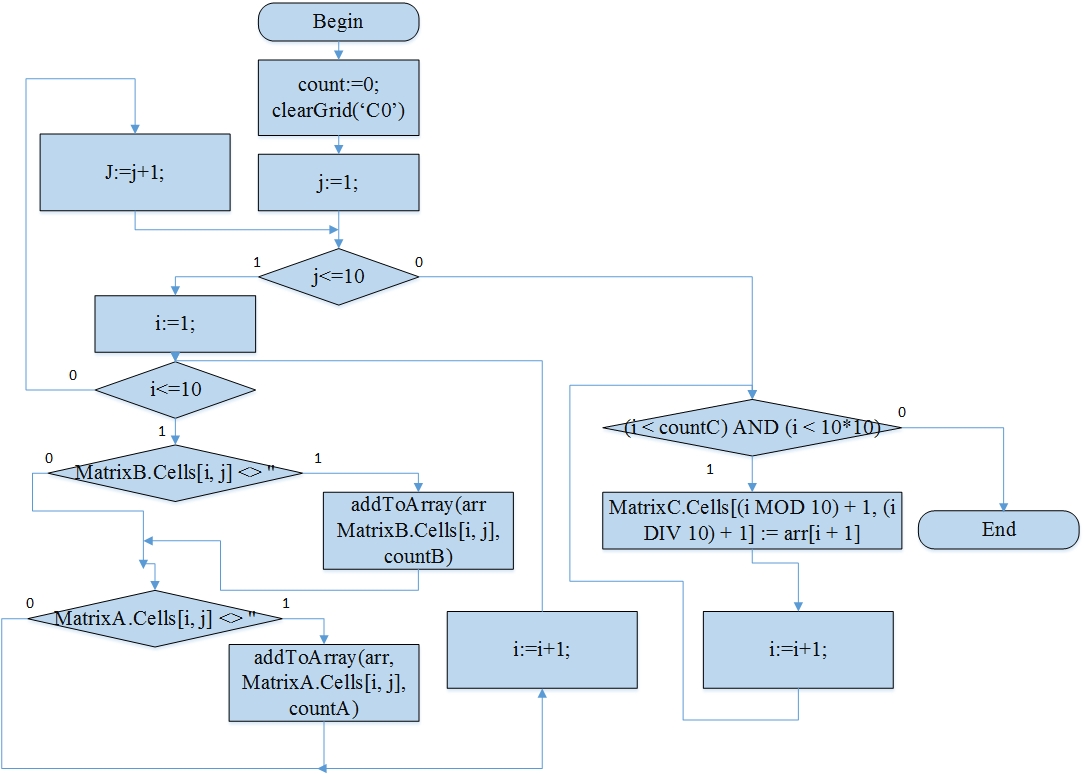 Begin
count:=0;
clearGrid(‘C0’)
J:=j+1;
j:=1;
1
j<=10
0
i:=1;
0
i<=10
1
0
MatrixB.Cells[i, j] <> "
1
addToArray(arr
MatrixB.Cells[i, j],
countB)
0
MatrixA.Cells[i, j] <> "
1
addToArray(arr,
MatrixA.Cells[i, j],
countA)
i:=i+1;
(i < countC) AND (i < 10*10)
0
1
MatrixC.Cells[(i MOD 10) + 1, (i
DIV 10) + 1] := arr[i + 1]
End
i:=i+1;